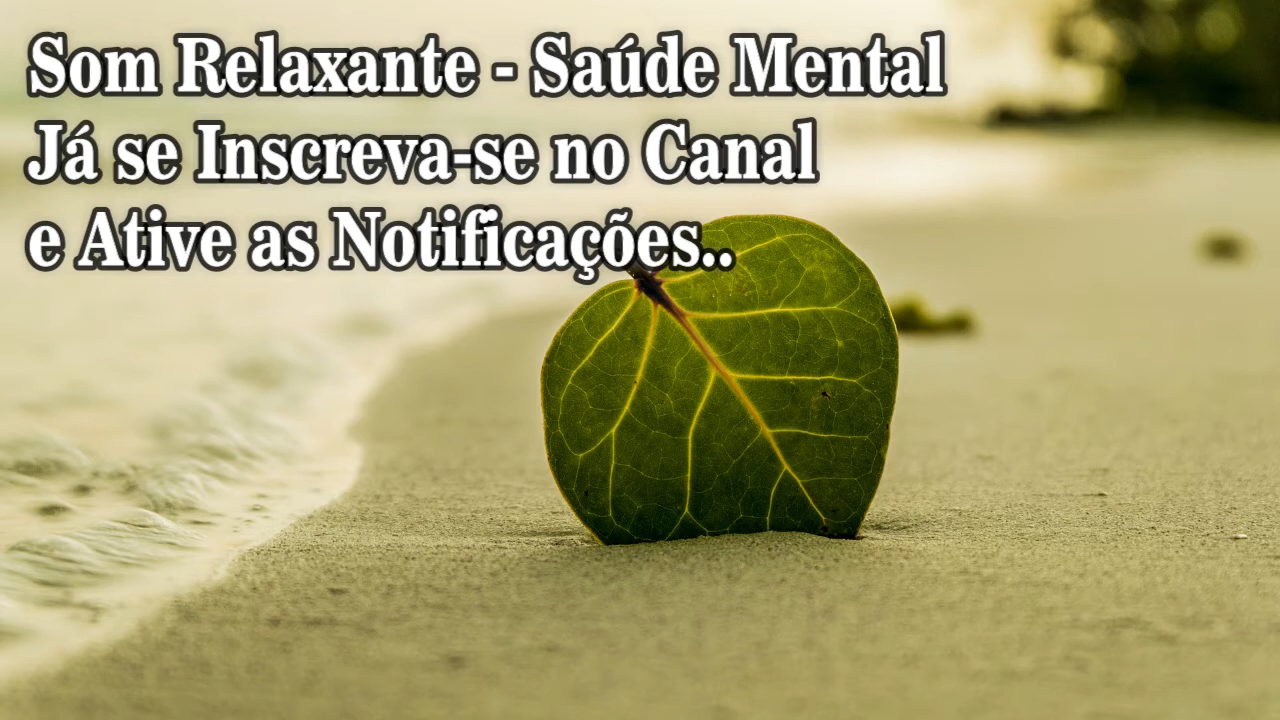 Som Relaxante - Saúde Mental
Já se Inscreva-se no Canal
e Ative as Notificações..